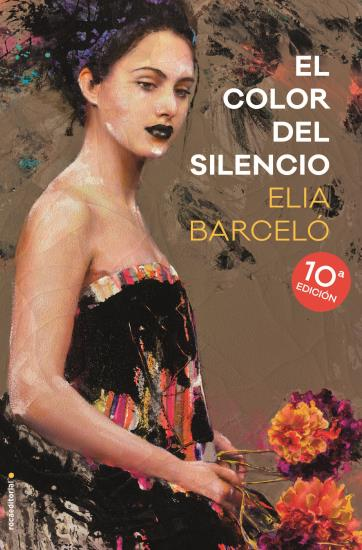 EL
COLOR
DEL
SILENCIO
ELIA
BARCELÓ
10ª
EDICIÓN
rocaeditorial